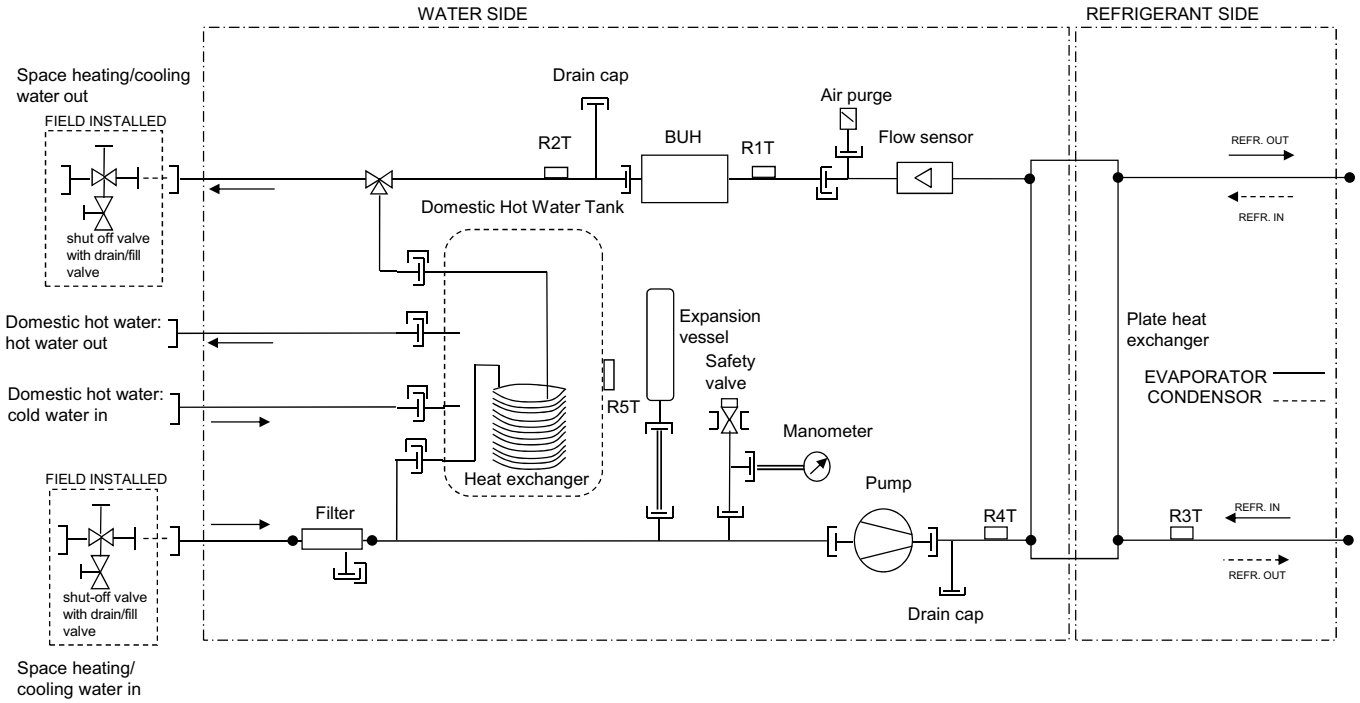 WATER SIDE
REFRIGERANT SIDE
Space heating/cooling
water out
FIELD INSTALLED
shut off valve
with drain/fill
valve
Drain cap
R2T
BUH
R1T
Air purge
Flow sensor
REFR. OUT
REFR. IN
Domestic Hot Water Tank
Domestic hot water:
hot water out
Domestic hot water:
cold water in
Heat exchanger
R5T
Expansion
vessel
Safety
valve
Manometer
Plate heat
exchanger
EVAPORATOR
CONDENSOR
FIELD INSTALLED
shut-off valve
with drain/fill
valve
Space heating/
cooling water in
Filter
Pump
R4T
Drain cap
R3T
REFR. IN
REFR. OUT